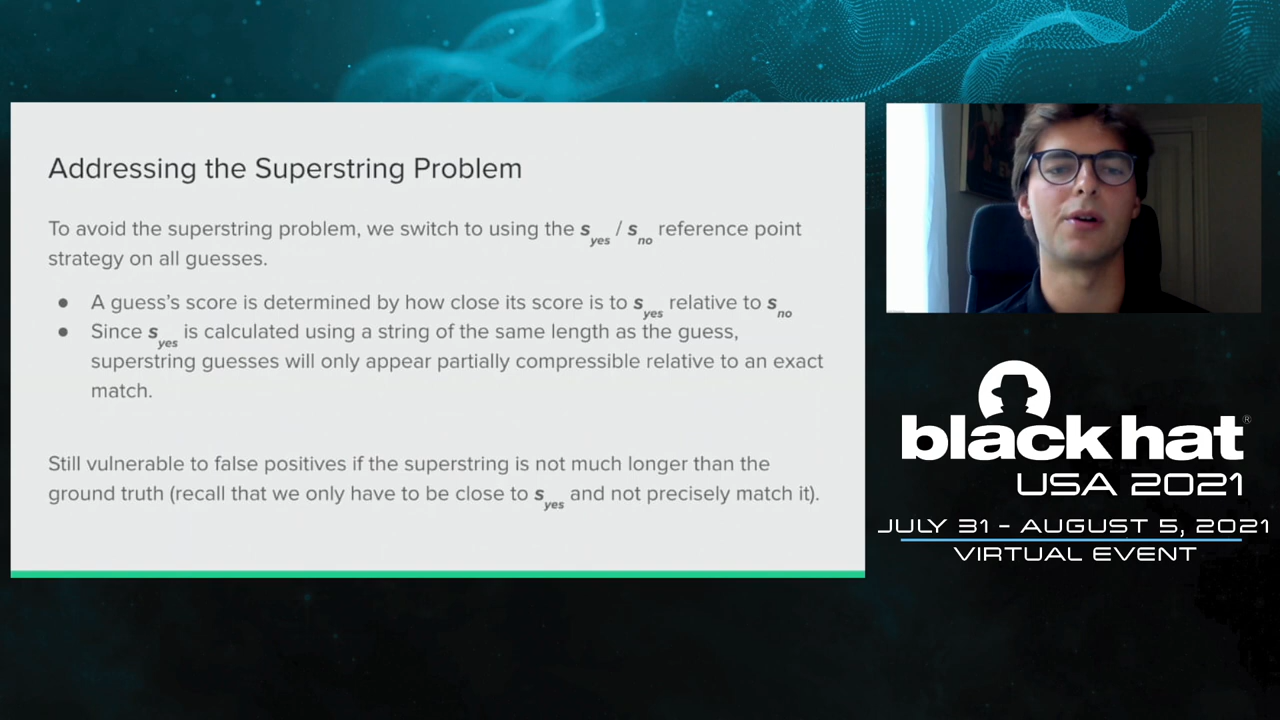 Addressing the Superstring Problem
To avoid the superstring problem, we switch to using the s_yes / s_no reference point
strategy on all guesses.
● A guess's score is determined by how close its score is to s_yes relative to s_no
● Since s_yes is calculated using a string of the same length as the guess,
superstring guesses will only appear partially compressible relative to an exact
match.
Still vulnerable to false positives if the superstring is not much longer than the
ground truth (recall that we only have to be close to s_yes and not precisely match it).
black hat®
USA 2021
JULY 31 - AUGUST 5, 2021
VIRTUAL EVENT